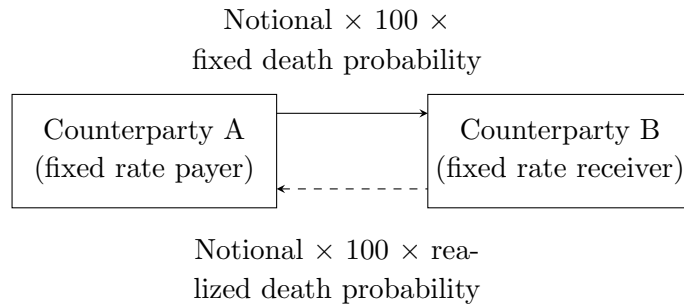 Notional × 100 ×
fixed death probability
Counterparty A
(fixed rate payer)
Counterparty B
(fixed rate receiver)
Notional × 100 × rea-
lized death probability